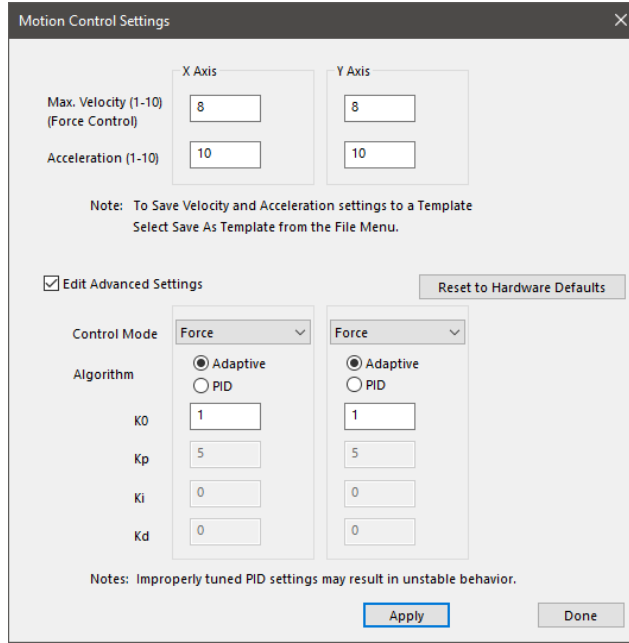 Motion Control Settings
X Axis Y Axis
Max. Velocity (1-10) 8 8
(Force Control)
Acceleration (1-10) 10 10
Note: To Save Velocity and Acceleration settings to a Template
Select Save As Template from the File Menu.
Edit Advanced Settings Reset to Hardware Defaults
Control Mode Force Force
Algorithm Adaptive Adaptive
PID PID
K0 1 1
Kp 5 5
Ki 0 0
Kd 0 0
Notes: Improperly tuned PID settings may result in unstable behavior.
Apply Done